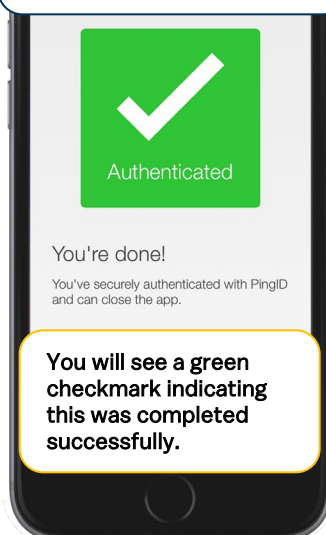 Authenticated
You're done!
You've securely authenticated with PingID
and can close the app.
You will see a green
checkmark indicating
this was completed
successfully.